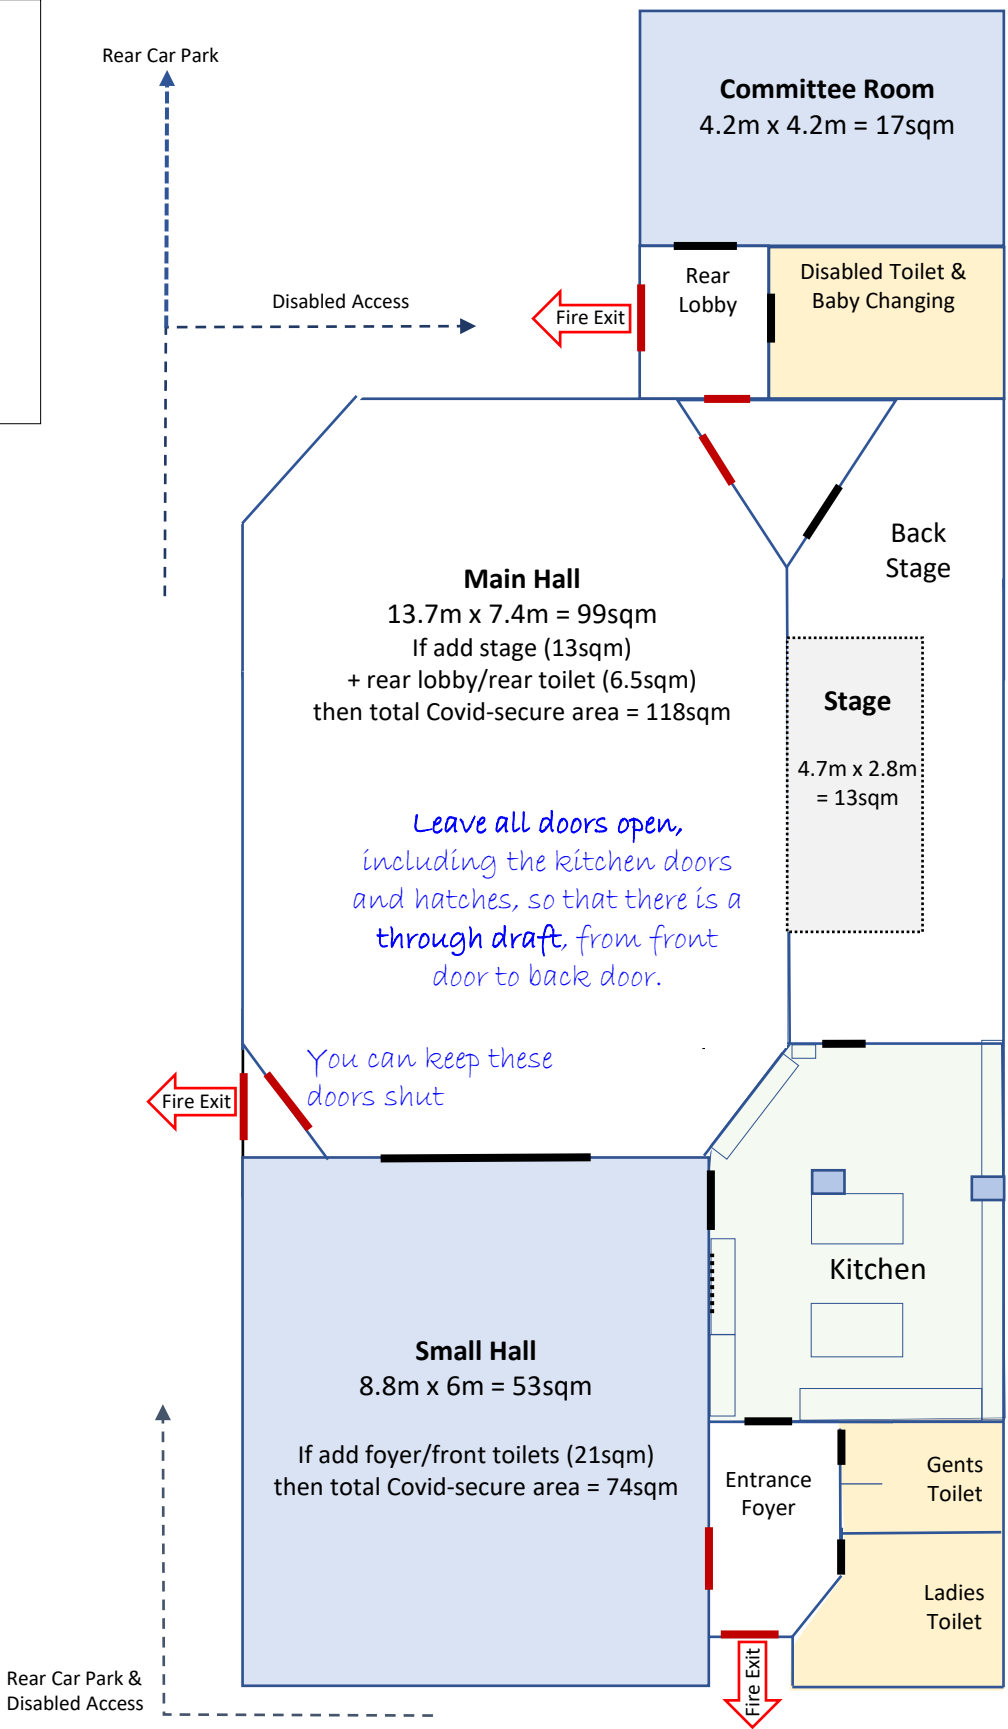 Rear Car Park
Committee Room
4.2m x 4.2m = 17sqm
Rear
Lobby
Disabled Toilet &
Baby Changing
Disabled Access
Fire Exit
Back
Stage
Main Hall
13.7m x 7.4m = 99sqm
If add stage (13sqm)
+ rear lobby/rear toilet (6.5sqm)
then total Covid-secure area = 118sqm
Stage
4.7m x 2.8m
= 13sqm
Leave all doors open,
including the kitchen doors
and hatches, so that there is a
through draft, from front
door to back door.
You can keep these
doors shut
Fire Exit
Kitchen
Small Hall
8.8m x 6m = 53sqm
If add foyer/front toilets (21sqm)
then total Covid-secure area = 74sqm
Entrance
Foyer
Gents
Toilet
Ladies
Toilet
Fire Exit
Rear Car Park &
Disabled Access